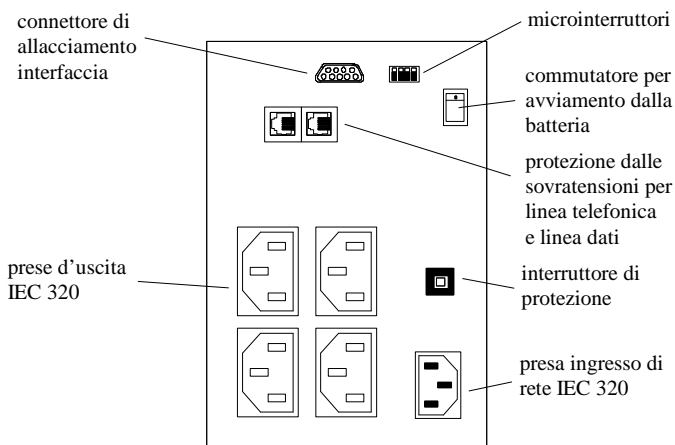 connettore di
allacciamento
interfaccia
microinterruttori
commutatore per
avviamento dalla
batteria
protezione dalle
sovratensioni per
linea telefonica
e linea dati
prese d'uscita
IEC 320
interruttore di
protezione
presa ingresso di
rete IEC 320